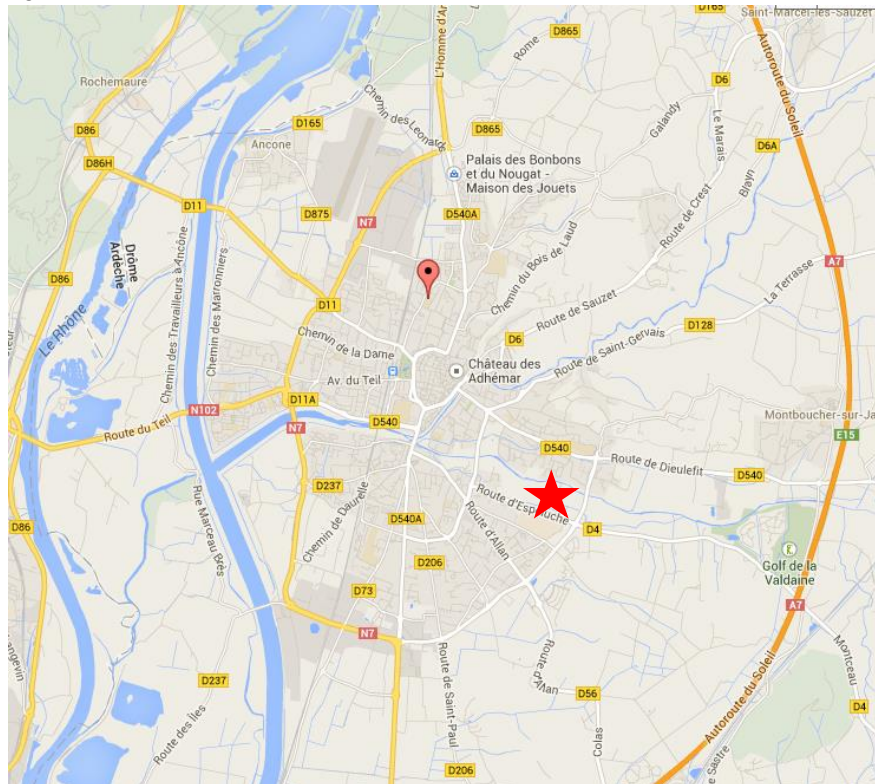 D165
Saint-Marcel-lès-Sauzet
D865
Rome
L'Homme d'Ar
Autoroute du Soleil
Rochemaure
D6
Chemin des Léonards
Galandy
Le Marais
D86
D165
D865
Ancone
D6A
D86H
Palais des Bonbons
et du Nougat -
Maison des Jouets
Route de Crest
Bløyn
D11
D875
N7
D540A
Drôme
Ardèche
Chemin du Bois de Laud
A7
D86
Chemin des Travailleurs à Ancône
Chemin des Marronniers
La Terrasse
D11
Le Rhône
Route de Sauzet
D6
D128
Chemin de la Dame
Route de Saint-Gervais
Château des
Adhémar
Av. du Teil
D11A
N102
D540
Montboucher-sur-Ja
N7
E15
Route du Teil
D540
Route de Dieulefit
D540
D237
Rue Marceau Brès
Chemin de Daurelle
Route d'Espeluche
D540A
Route d'Allan
D4
D86
D206
Golf de la
Valdaine
D73
A7
N7
Montceau
angevin
Route de Saint-Paul
Route d'Allan
D237
D56
Autoroute du Soleil
D4
Route des Îles
Colas
D206
e Sastre